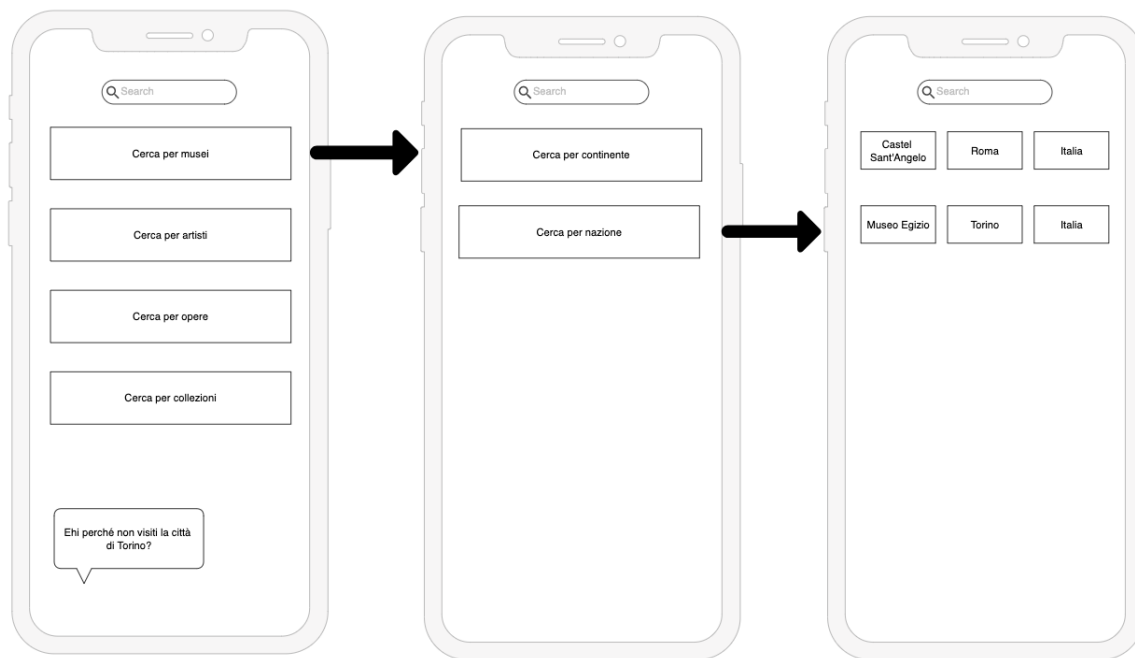 Search
Cerca per musei
Cerca per artisti
Cerca per opere
Cerca per collezioni
Ehi perchè non visiti la città
di Torino?
Search
Cerca per continente
Cerca per nazione
Search
Castel
Sant'Angelo
Roma
Italia
Museo Egizio
Torino
Italia